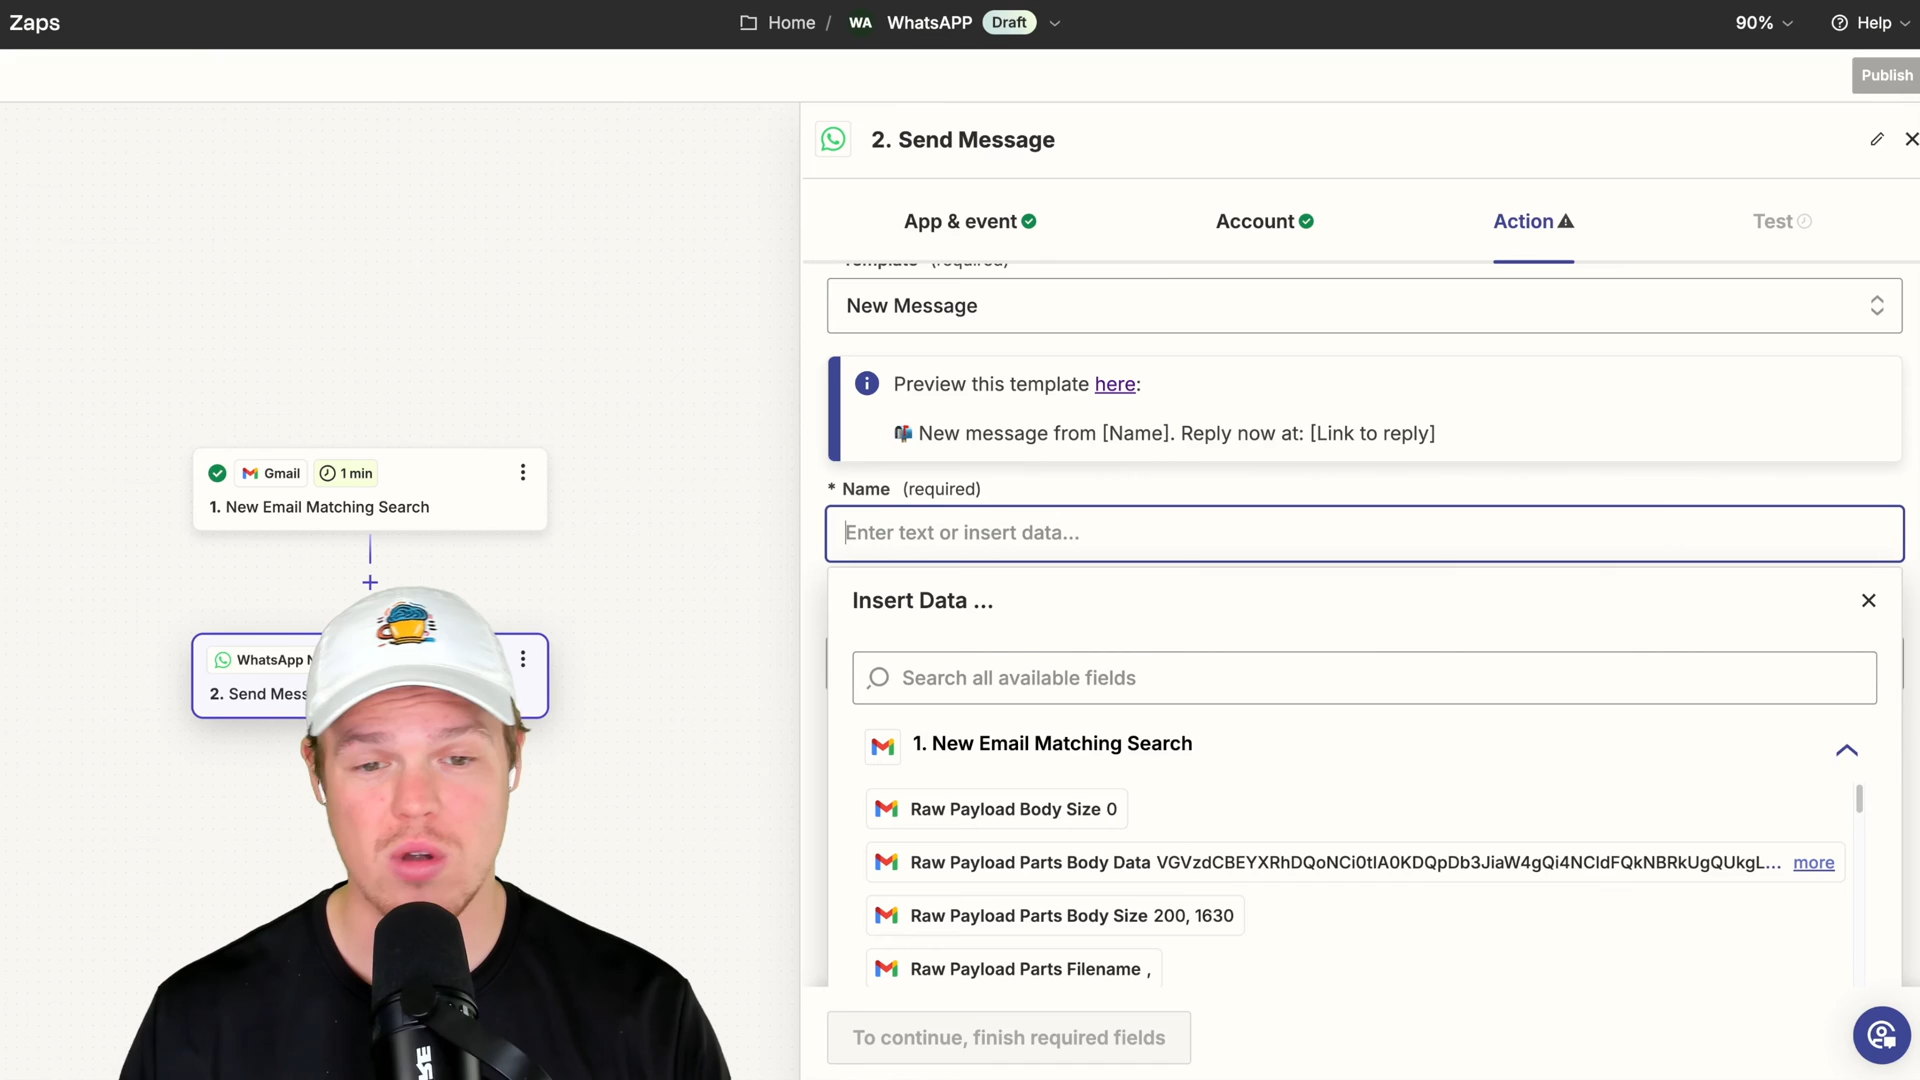 Zaps
Home / WA WhatsAPP Draft
90%
Help
Publish
2. Send Message
App & event
Account
Action
Test
Template (required)
New Message
Preview this template here:
📬 New message from [Name]. Reply now at: [Link to reply]
* Name (required)
Enter text or insert data...
Insert Data ...
Search all available fields
1. New Email Matching Search
Raw Payload Body Size 0
Raw Payload Parts Body Data VGVzdCBEYXRhDQoNCi0tIA0KDQpDb3JiaW4gQi4NCldFQkNBRkUgQUkgL... more
Raw Payload Parts Body Size 200, 1630
Raw Payload Parts Filename ,
To continue, finish required fields
Gmail
1 min
1. New Email Matching Search
WhatsApp
2. Send